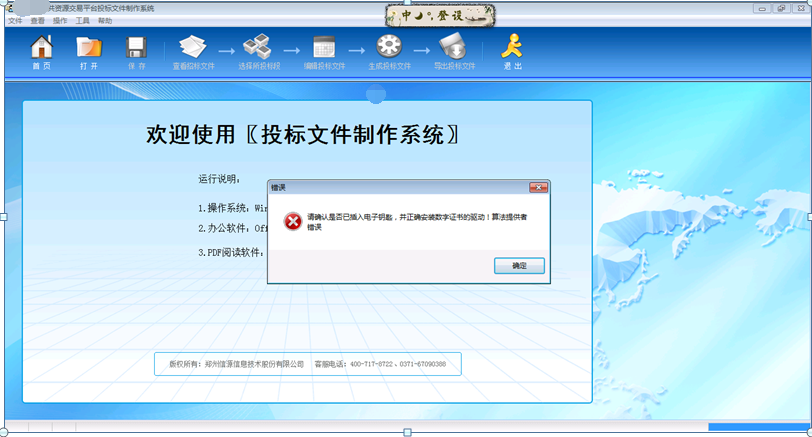 共资源交易平台投标文件制作系统
中 登 设
文件 查看 操作 工具 帮助
首 页 打 开 保 存 查看招标文件 选择所投标段 编辑投标文件 生成投标文件 导出投标文件 退 出
欢迎使用〖投标文件制作系统〗
运行说明:
1.操作系统: Win
2.办公软件: Off
3.PDF阅读软件:
错误
请确认是否已插入电子钥匙，并正确安装数字证书的驱动！算法提供者
错误
确定
版权所有: 郑州信源信息技术股份有限公司 客服电话: 400-717-8722、0371-67090388